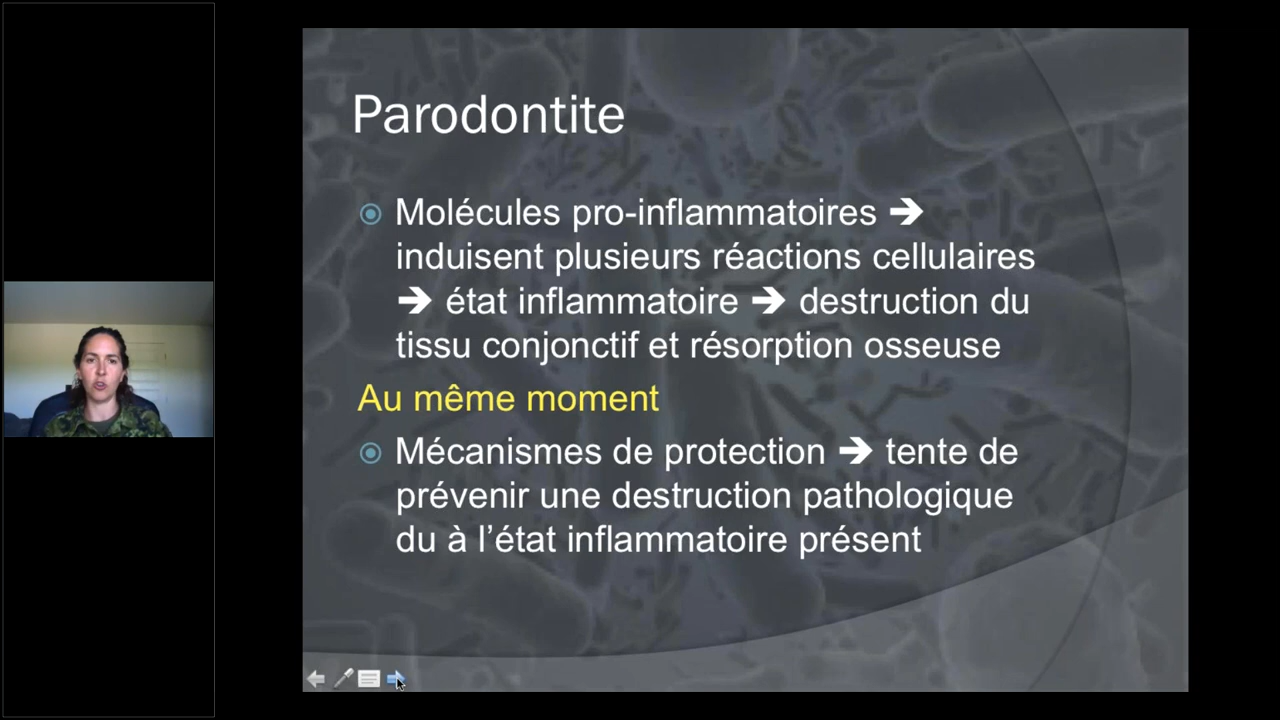 Parodontite
Molécules pro-inflammatoires ➔
induisent plusieurs réactions cellulaires
➔ état inflammatoire ➔ destruction du
tissu conjonctif et résorption osseuse
Au même moment
Mécanismes de protection ➔ tente de
prévenir une destruction pathologique
du à l’état inflammatoire présent